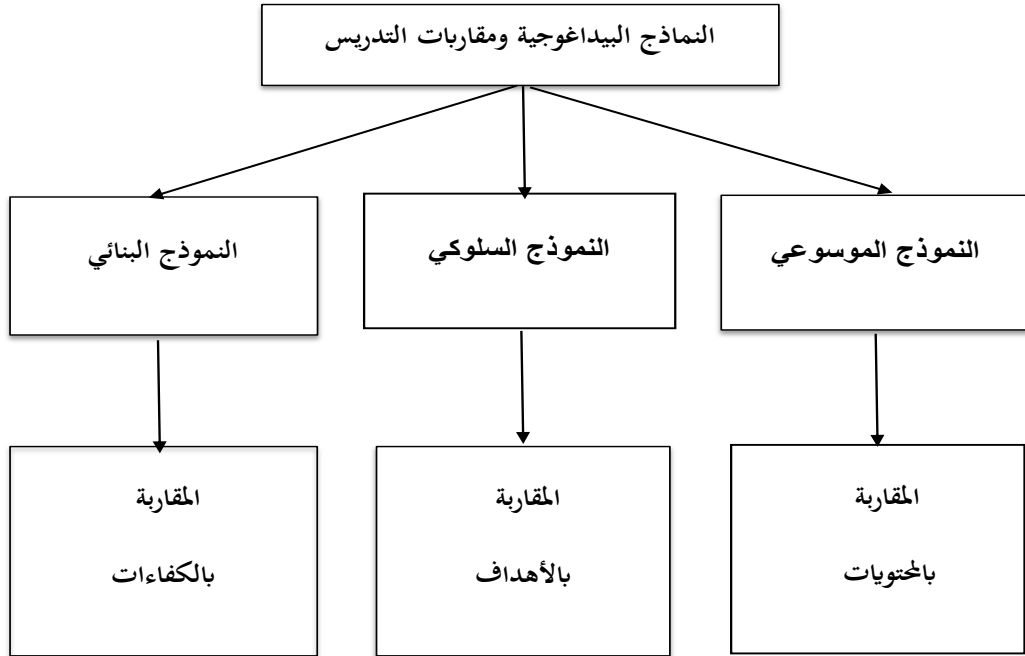 النماذج البيداغوجية ومقاربات التدريس
النموذج الموسوعي
النموذج السلوكي
النموذج البنائي
المقاربة
بالمحتويات
المقاربة
بالأهداف
المقاربة
بالكفاءات